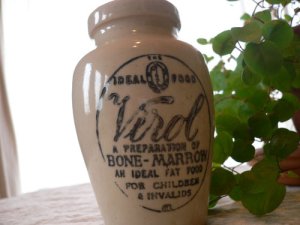 THE
IDEAL FOOD
Virol
A PREPARATION OF
BONE-MARROW
AN IDEAL FAT FOOD
FOR CHILDREN
& INVALIDS